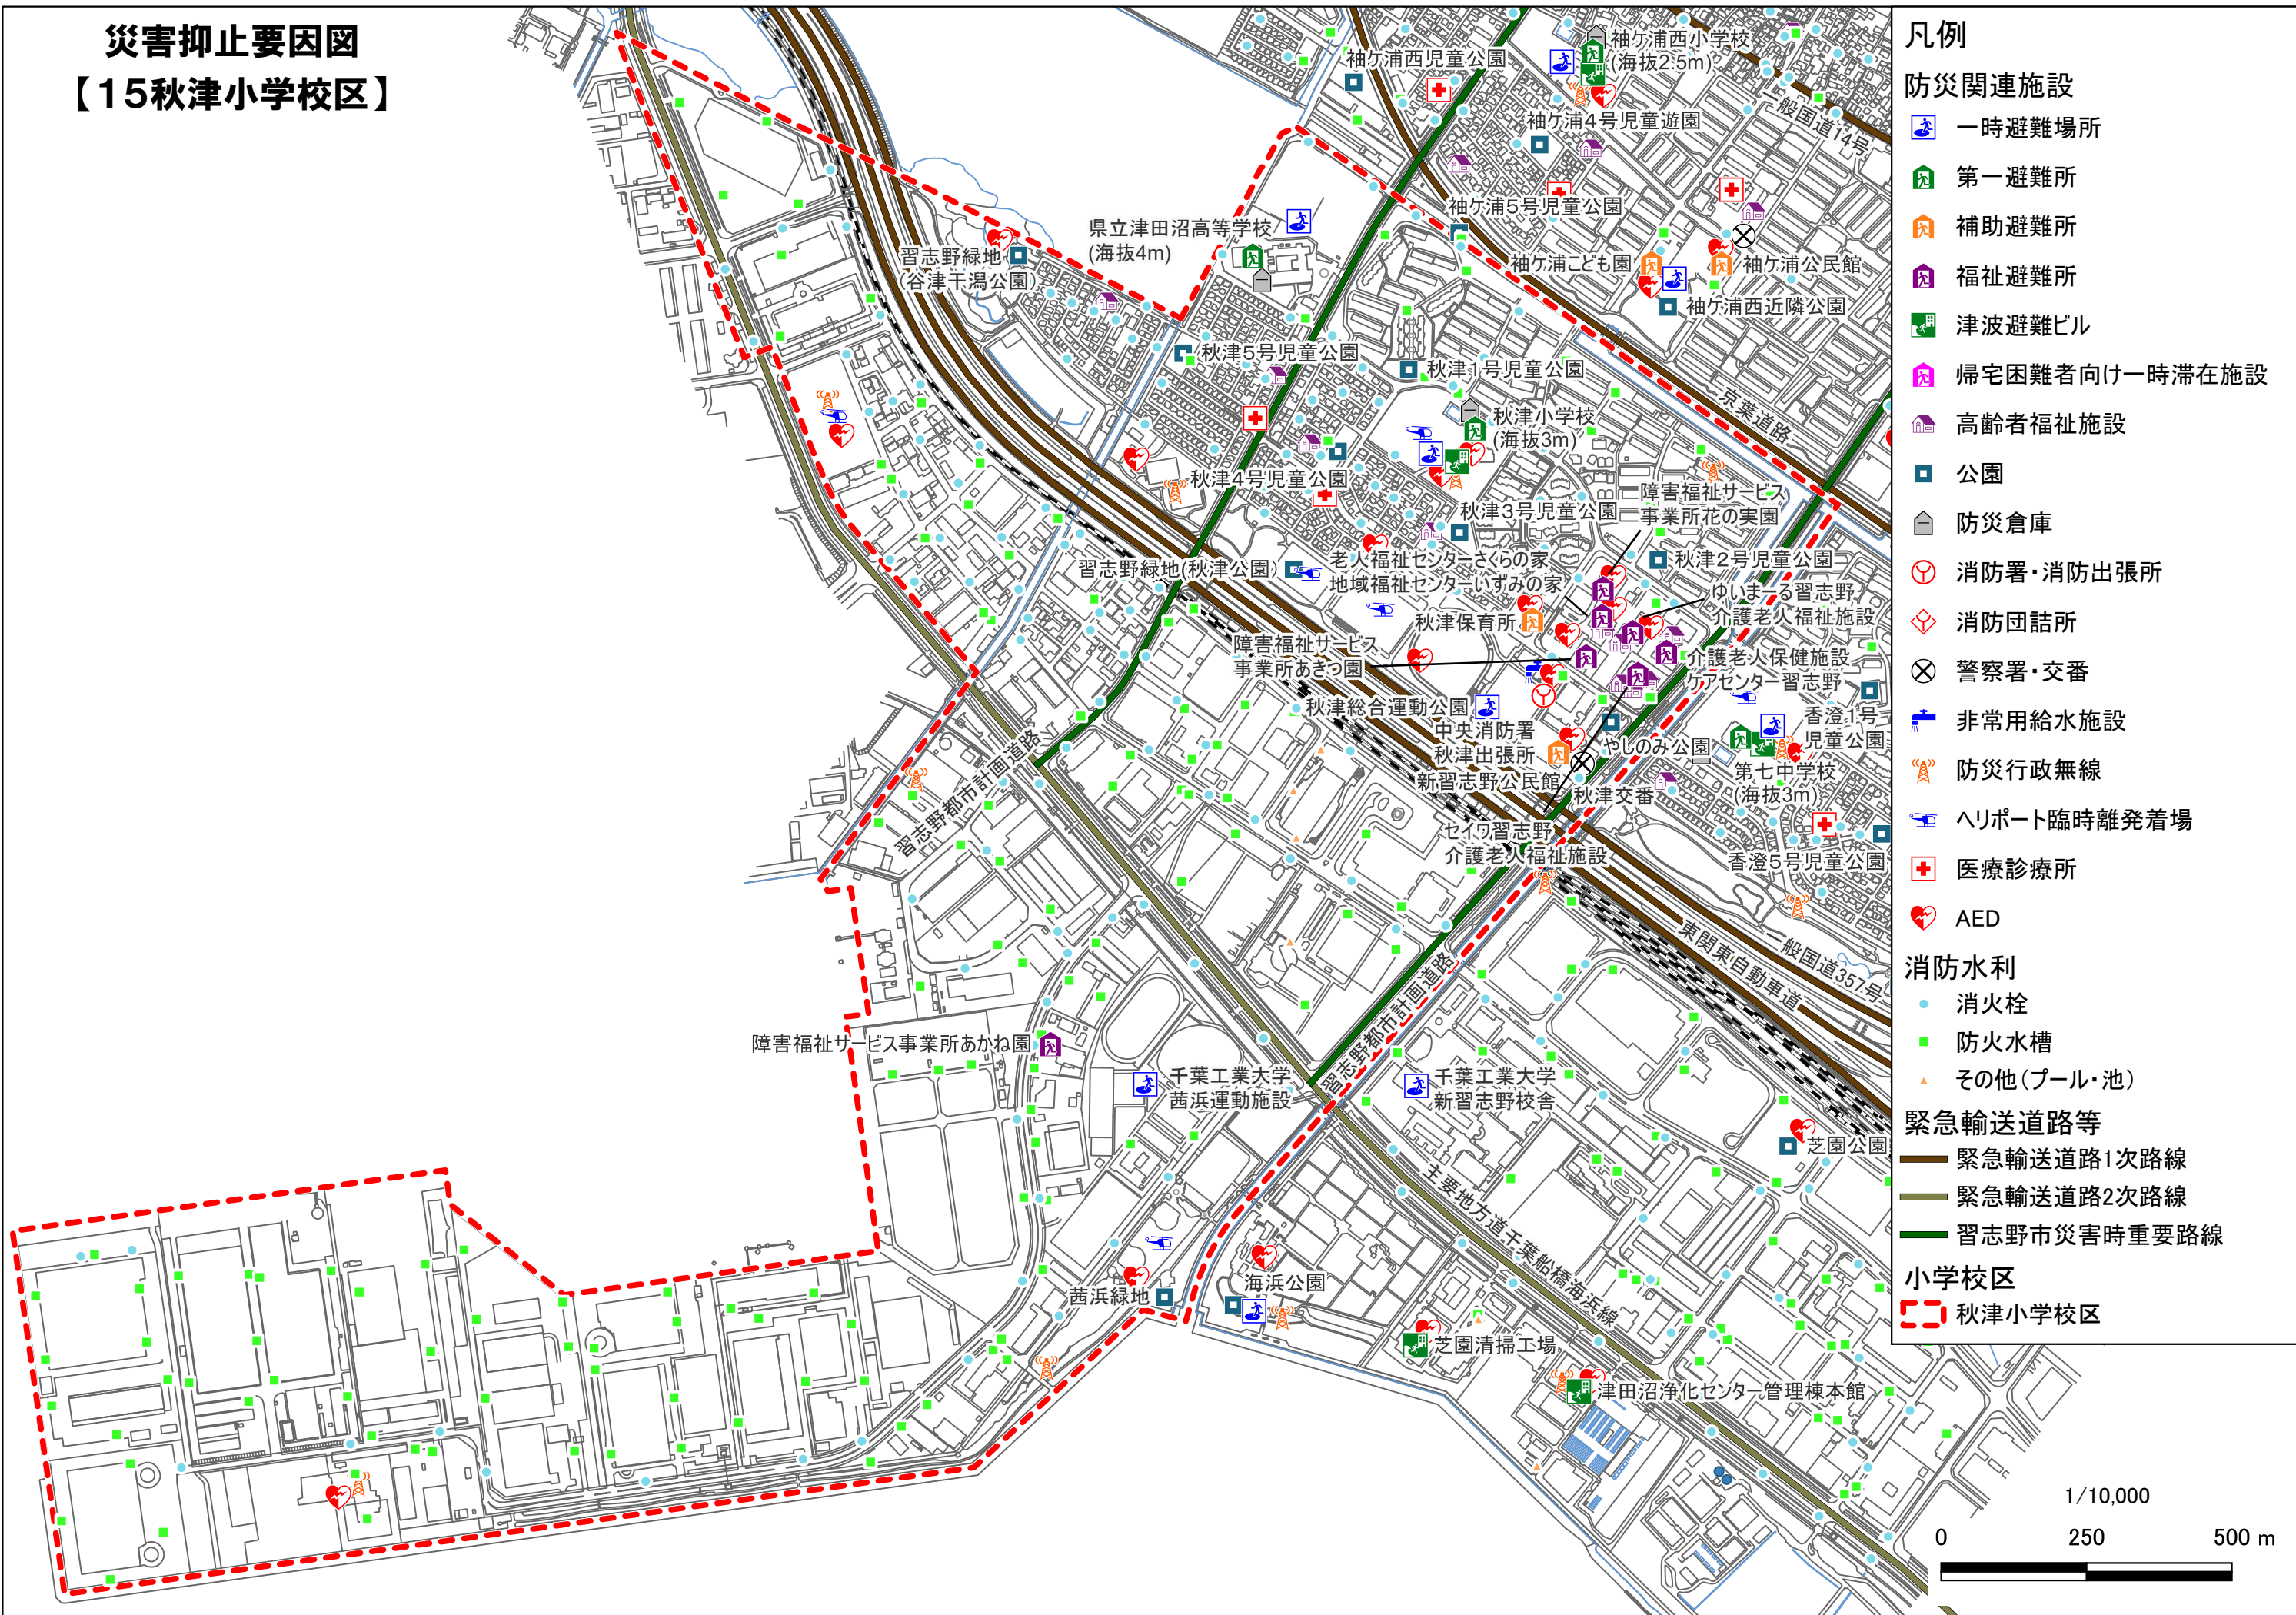 災害抑止要因図
【15秋津小学校区】
袖ケ浦西児童公園
袖ケ浦西小学校
(海抜2.5m)
袖ケ浦4号児童遊園
一般国道14号
袖ケ浦5号児童公園
県立津田沼高等学校
(海抜4m)
習志野緑地
(谷津干潟公園)
袖ケ浦こども園
袖ケ浦公民館
袖ケ浦西近隣公園
秋津5号児童公園
秋津1号児童公園
京葉道路
秋津小学校
(海抜3m)
秋津4号児童公園
秋津3号児童公園
障害福祉サービス
事業所花の実園
習志野緑地(秋津公園)
老人福祉センターさくらの家
地域福祉センターいずみの家
秋津2号児童公園
ゆいまーる習志野
介護老人福祉施設
秋津保育所
障害福祉サービス
事業所あきつ園
介護老人保健施設
ケアセンター習志野
秋津総合運動公園
中央消防署
秋津出張所
香澄1号
児童公園
やしのみ公園
新習志野公民館
第七中学校
(海抜3m)
秋津交番
習志野都市計画道路
セイワ習志野
介護老人福祉施設
香澄5号児童公園
東関東自動車道
一般国道357号
習志野都市計画道路
障害福祉サービス事業所あかね園
千葉工業大学
茜浜運動施設
千葉工業大学
新習志野校舎
芝園公園
主要地方道千葉船橋海浜線
海浜公園
茜浜緑地
芝園清掃工場
津田沼浄化センター管理棟本館
凡例
防災関連施設
一時避難場所
第一避難所
補助避難所
福祉避難所
津波避難ビル
帰宅困難者向け一時滞在施設
高齢者福祉施設
公園
防災倉庫
消防署・消防出張所
消防団詰所
警察署・交番
非常用給水施設
防災行政無線
ヘリポート臨時離発着場
医療診療所
AED
消防水利
消火栓
防火水槽
その他(プール・池)
緊急輸送道路等
緊急輸送道路1次路線
緊急輸送道路2次路線
習志野市災害時重要路線
小学校区
秋津小学校区
1/10,000
0 250 500 m